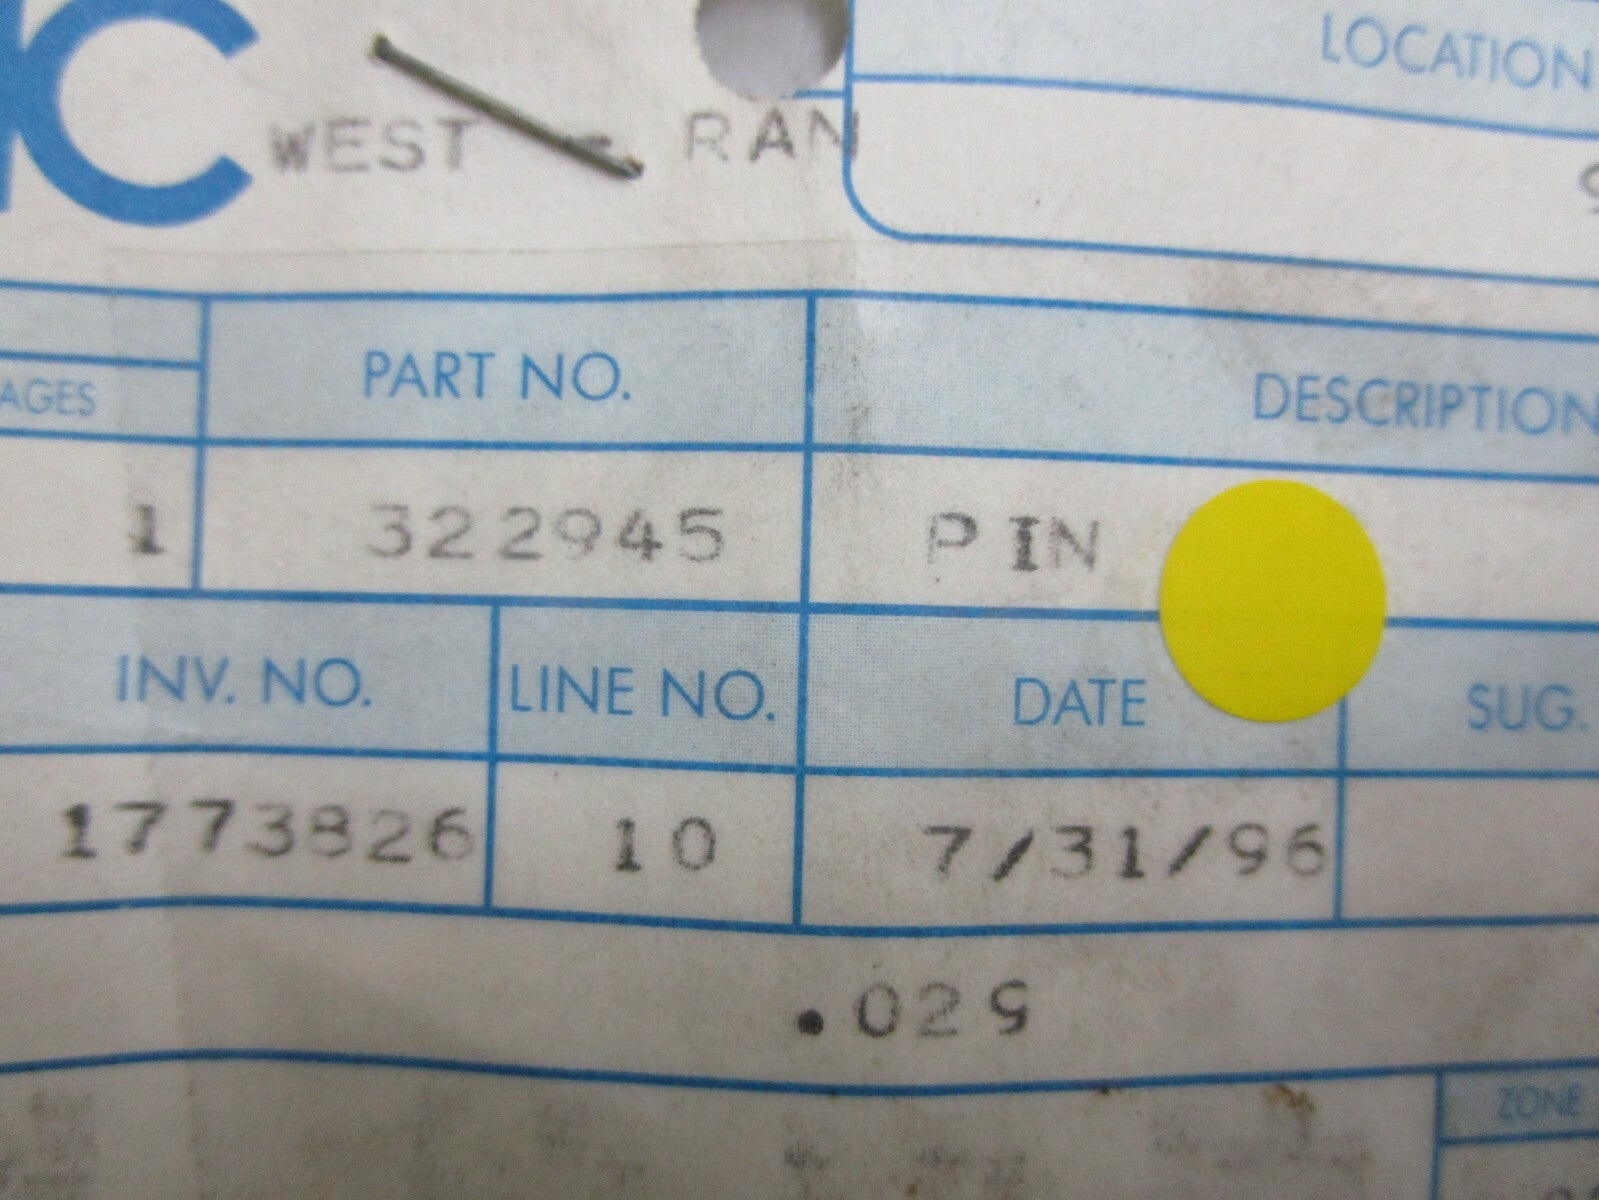 C WEST - RAN
LOCATION
PART NO. DESCRIPTION
AGES
1 322945 PIN
INV. NO. LINE NO. DATE SUG.
1773826 10 7/31/96
.029
ZONE